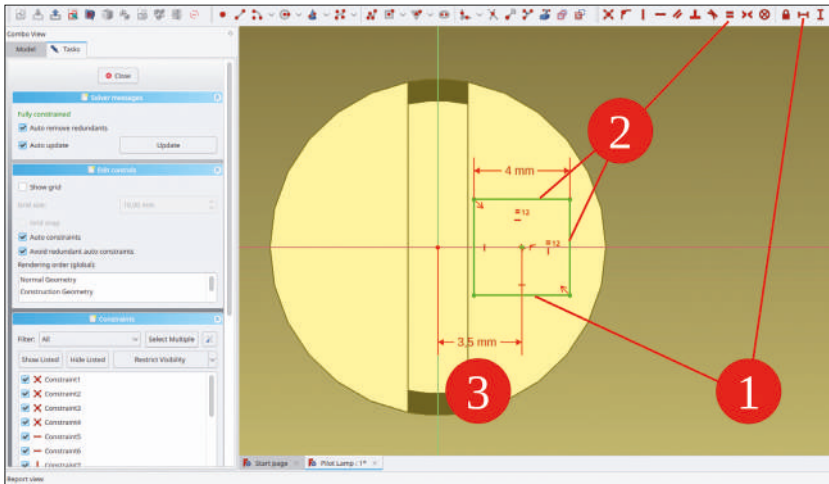 Combo View
Model
Tasks
Close
Solver messages
Fully constrained
Auto remove redundants
Auto update
Update
Edit controls
Show grid
Grid size:
10,00 mm
Grid snap
Auto constraints
Avoid redundant auto constraints
Rendering order (global):
Normal Geometry
Construction Geometry
Constraints
Filter:
All
Select Multiple
Show Listed
Hide Listed
Restrict Visibility
Constraint1
Constraint2
Constraint3
Constraint4
Constraint5
Constraint6
Constraint7
Report view
2
4 mm
12
12
3,5 mm
3
1
Start page
Pilot Lamp : 1*